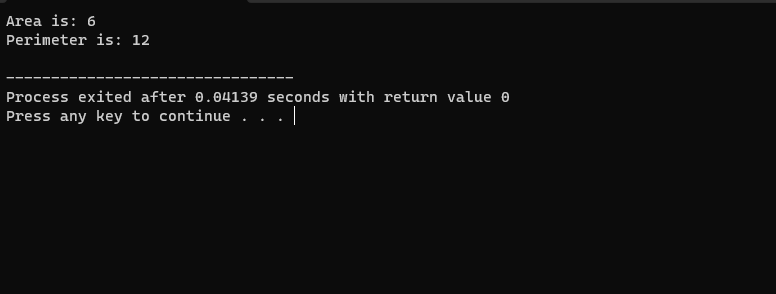 Area is: 6
Perimeter is: 12
--------------------------------
Process exited after 0.04139 seconds with return value 0
Press any key to continue . . .